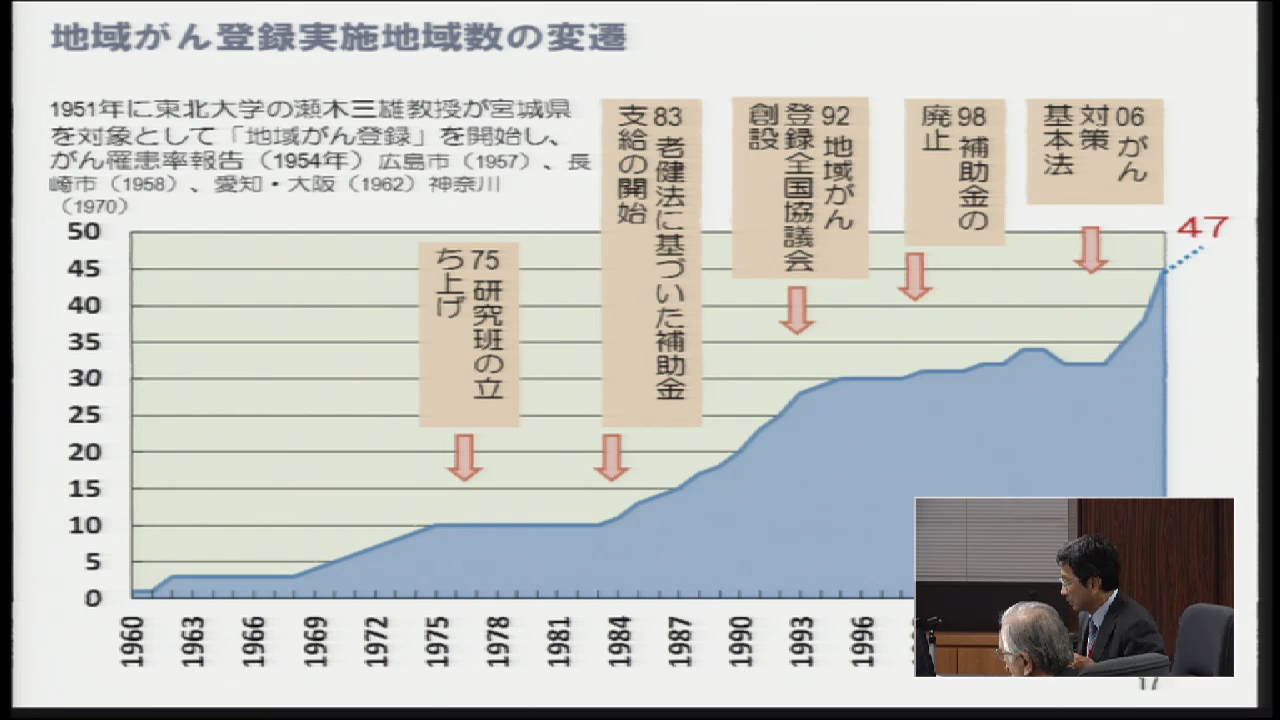 地域がん登録実施地域数の変遷
1951年に東北大学の瀬木三雄教授が宮城県
を対象として「地域がん登録」を開始し、
がん罹患率報告（1954年）広島市（1957）、長
崎市（1958）、愛知・大阪（1962）神奈川
（1970）
75 研究班の立
ち上げ
83 老健法に基づいた補助金
支給の開始
92 地域がん
登録全国協議会
創設
98 補助金の
廃止
06 がん
対策
基本法
47
50
45
40
35
30
25
20
15
10
5
0
1960
1963
1966
1969
1972
1975
1978
1981
1984
1987
1990
1993
1996
17